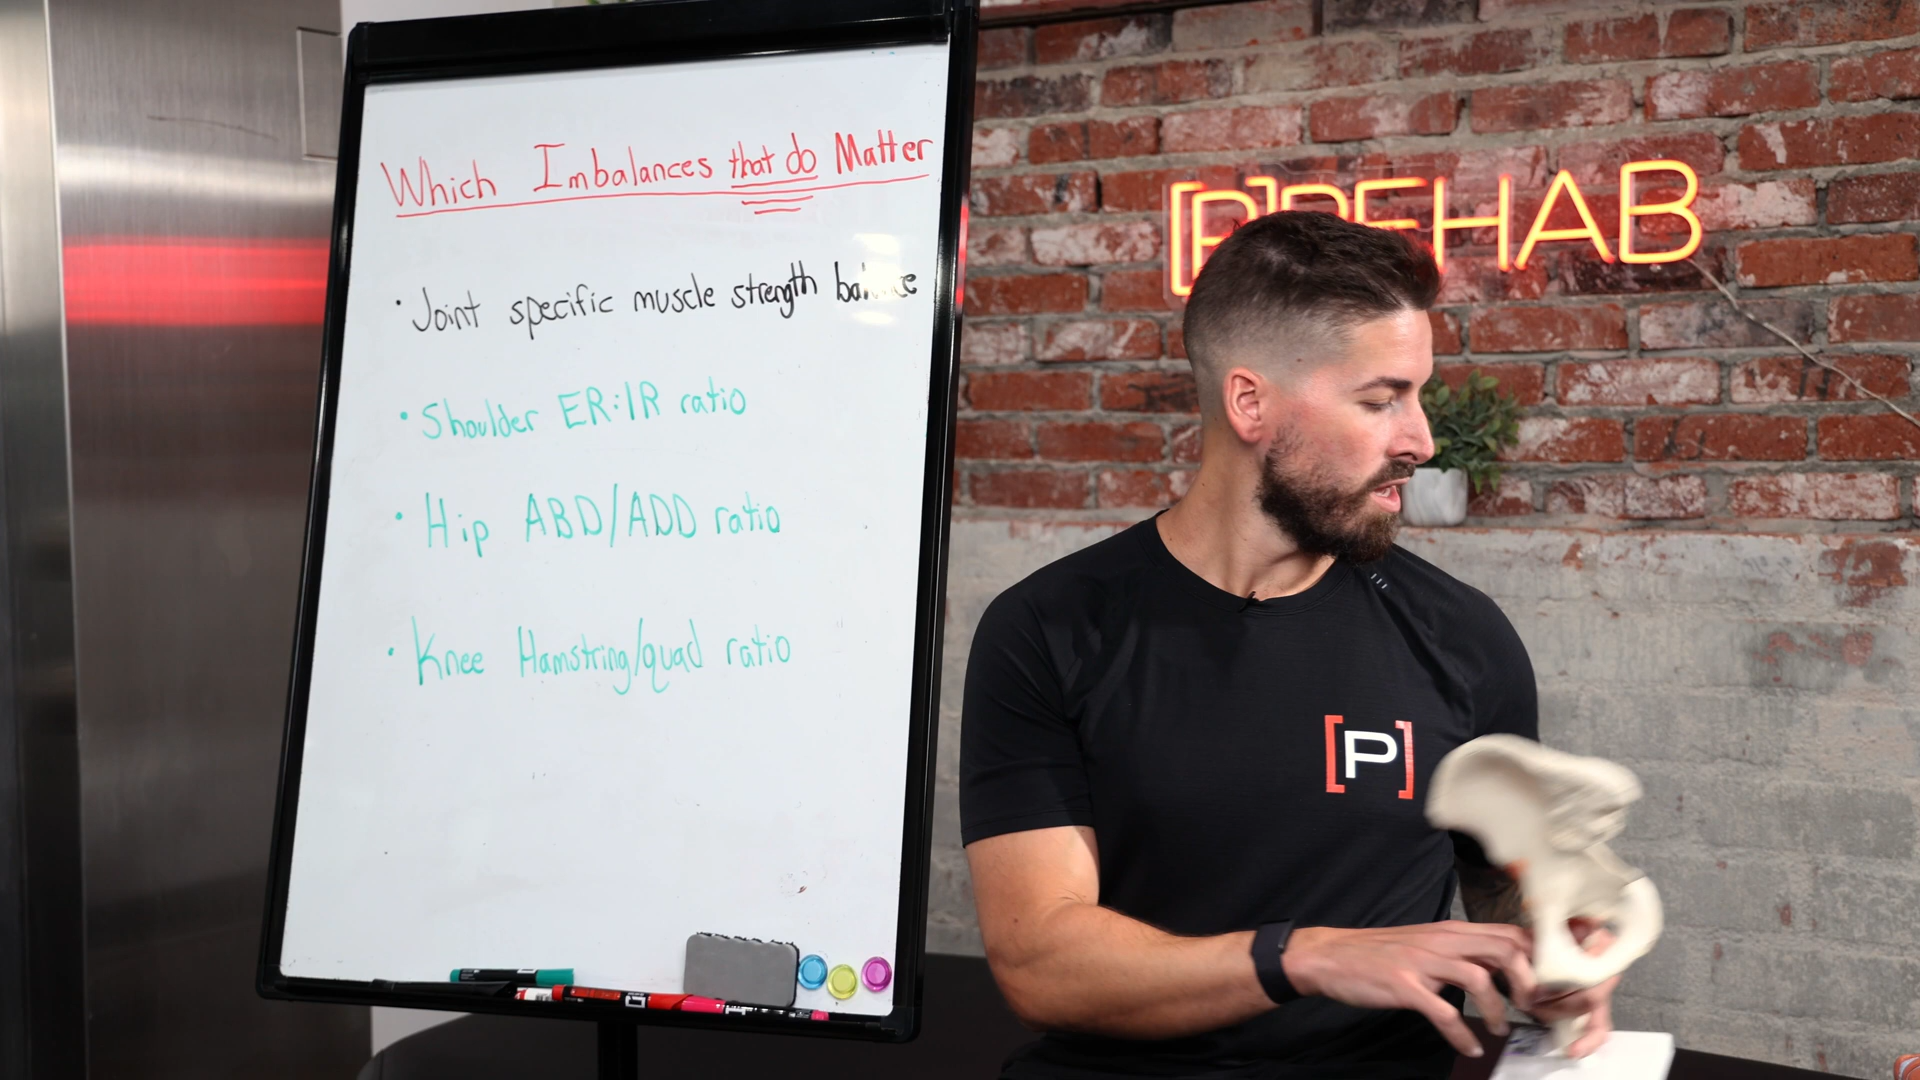 Which Imbalances that do Matter
• Joint specific muscle strength balance
• Shoulder ER:IR ratio
• Hip ABD/ADD ratio
• Knee Hamstring/quad ratio
[P]REHAB
[P]